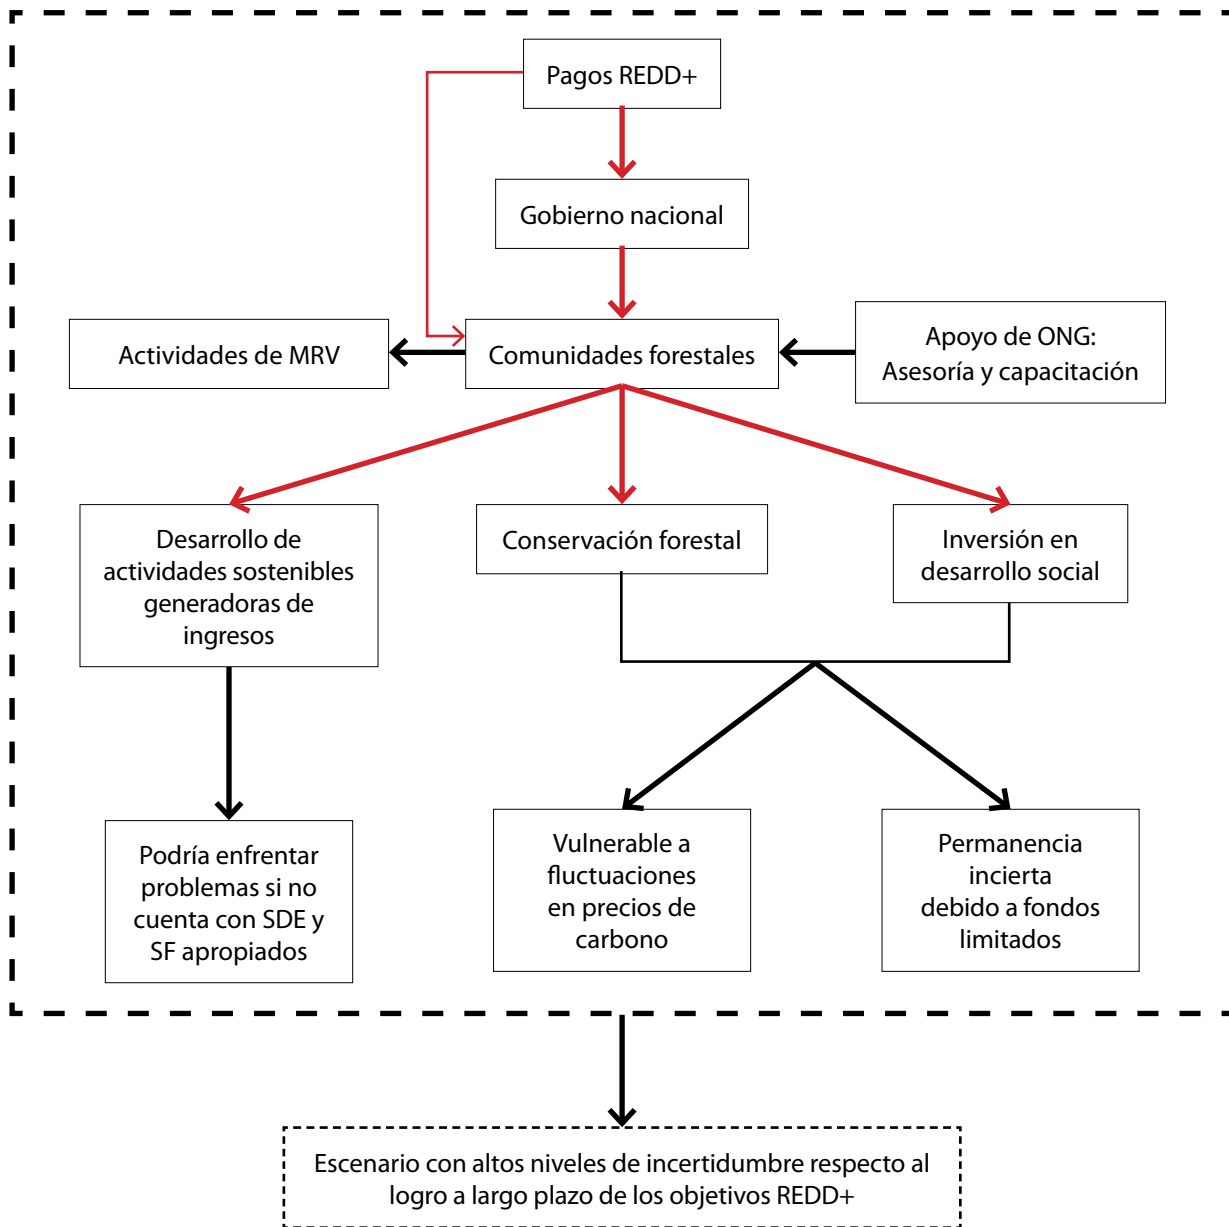 Pagos REDD+
Gobierno nacional
Actividades de MRV
Comunidades forestales
Apoyo de ONG:
Asesoría y capacitación
Desarrollo de
actividades sostenibles
generadoras de
ingresos
Conservación forestal
Inversión en
desarrollo social
Podría enfrentar
problemas si no
cuenta con SDE y
SF apropiados
Vulnerable a
fluctuaciones
en precios de
carbono
Permanencia
incierta
debido a fondos
limitados
Escenario con altos niveles de incertidumbre respecto al
logro a largo plazo de los objetivos REDD+